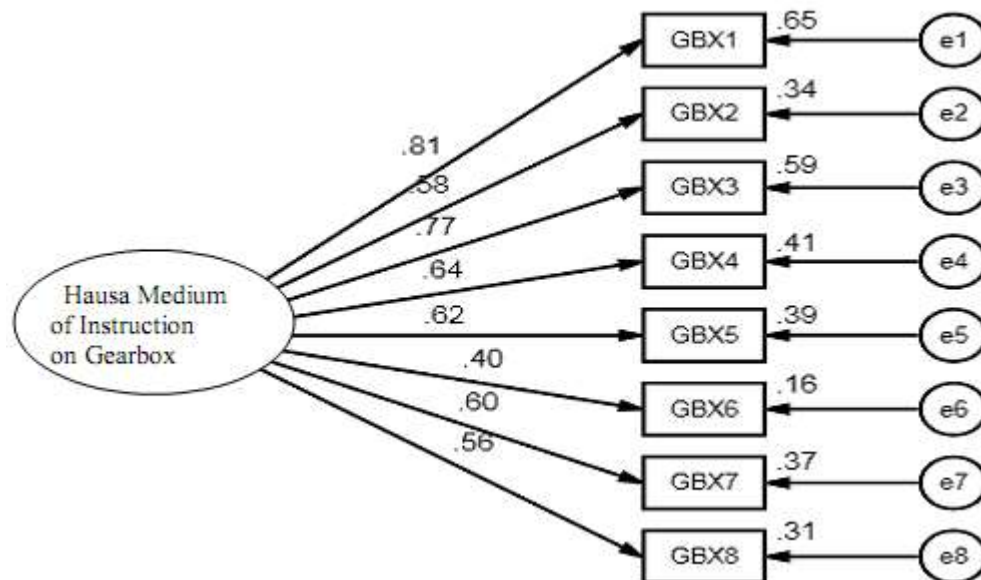 .65
GBX1
e1
.34
GBX2
e2
.81
.58
.59
GBX3
e3
.77
.41
GBX4
e4
.64
Hausa Medium
of Instruction
on Gearbox
.62
.39
GBX5
e5
.40
.16
GBX6
e6
.60
.37
GBX7
e7
.56
.31
GBX8
e8